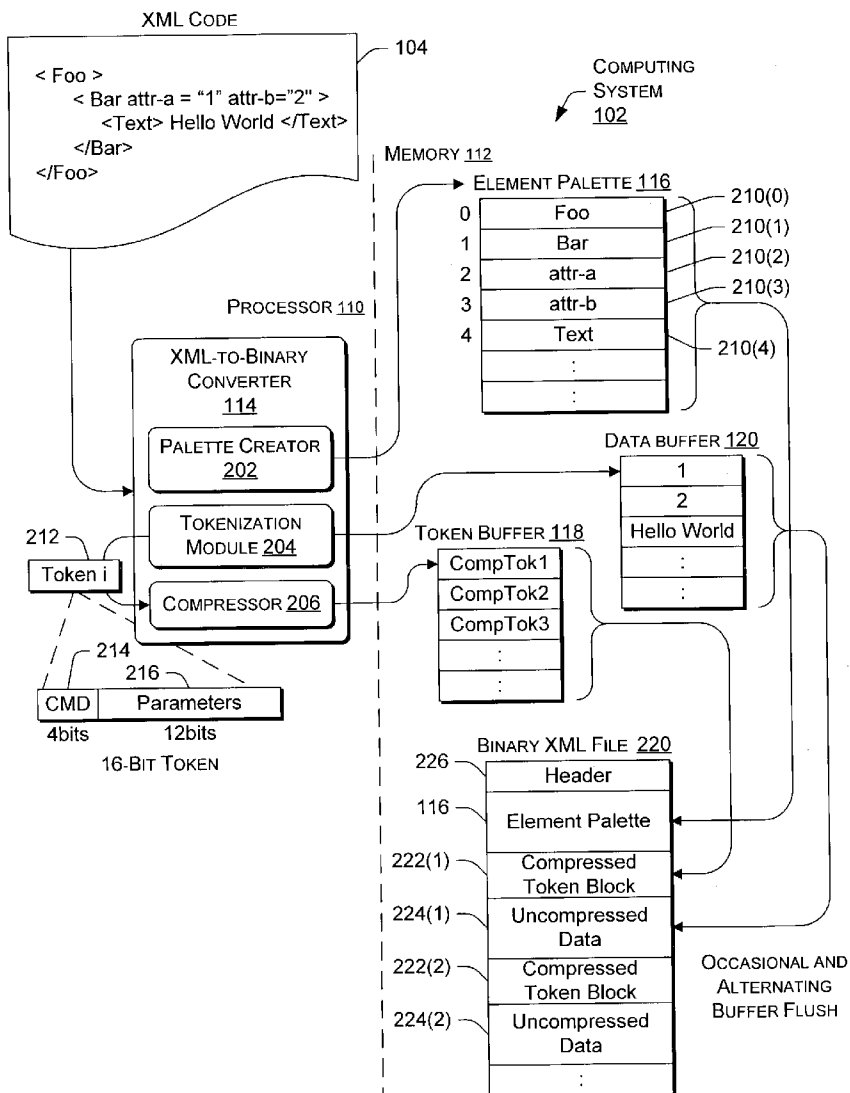 XML CODE
104
< Foo >
< Bar attr-a = “1” attr-b=”2" >
<Text> Hello World </Text>
</Bar>
</Foo>
COMPUTING
SYSTEM
102
MEMORY 112
ELEMENT PALETTE 116
0 Foo 210(0)
1 Bar 210(1)
2 attr-a 210(2)
3 attr-b 210(3)
4 Text 210(4)
:
:
PROCESSOR 110
XML-TO-BINARY
CONVERTER
114
PALETTE CREATOR
202
TOKENIZATION
MODULE 204
COMPRESSOR 206
212
Token i
214
216
CMD Parameters
4bits 12bits
16-BIT TOKEN
DATA BUFFER 120
1
2
Hello World
:
:
TOKEN BUFFER 118
CompTok1
CompTok2
CompTok3
:
:
BINARY XML FILE 220
226 Header
116 Element Palette
222(1) Compressed
Token Block
224(1) Uncompressed
Data
222(2) Compressed
Token Block
224(2) Uncompressed
Data
:
OCCASIONAL AND
ALTERNATING
BUFFER FLUSH